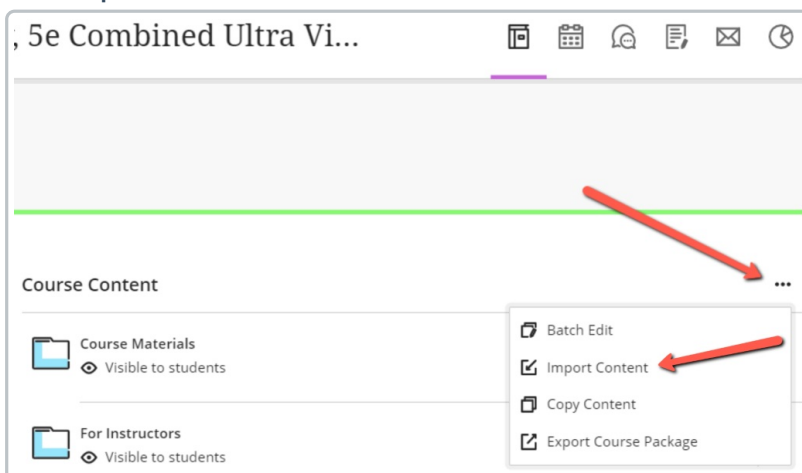 ; 5e Combined Ultra Vi...
Course Content
...
Course Materials
Visible to students
For Instructors
Visible to students
Batch Edit
Import Content
Copy Content
Export Course Package